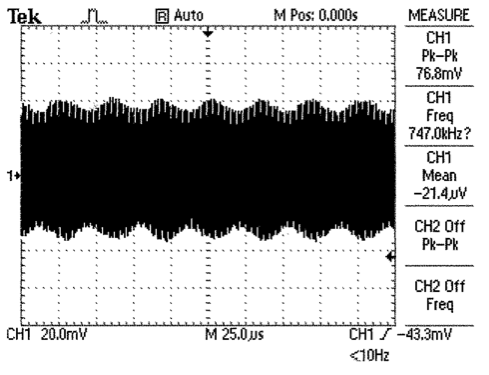 Tek R Auto M Pos: 0.000s MEASURE
CH1
Pk-Pk
76.8mV
CH1
Freq
747.0kHz?
1
CH1
Mean
-21.4µV
CH2 Off
Pk-Pk
CH2 Off
Freq
CH1 20.0mV M 25.0µs CH1 -43.3mV
<10Hz